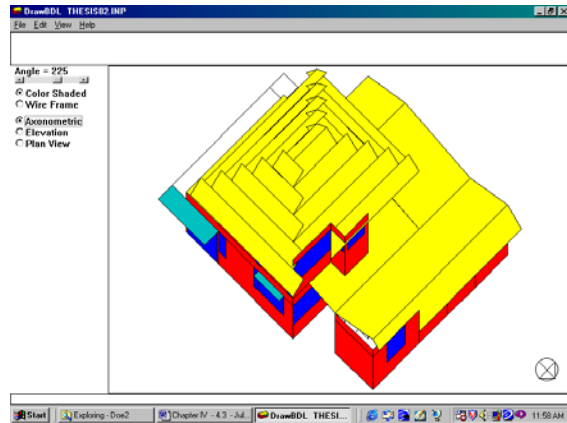 DrawBDL THESIS82.INP
File Edit View Help
Angle = 225
Color Shaded
Wire Frame
Axonometric
Elevation
Plan View
Start Exploring - Doe2 Chapter IV - 4.3 - Jul... DrawBDL THESI... 11:58 AM